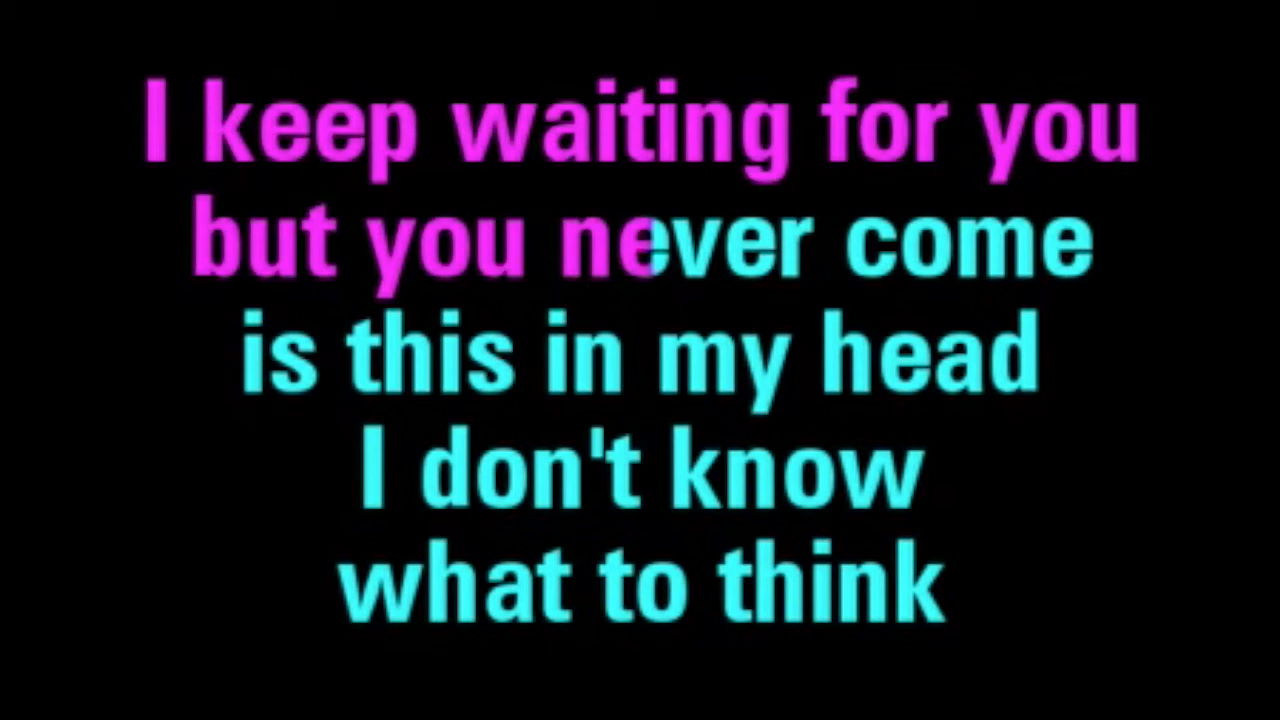 I keep waiting for you
but you never come
is this in my head
I don't know
what to think